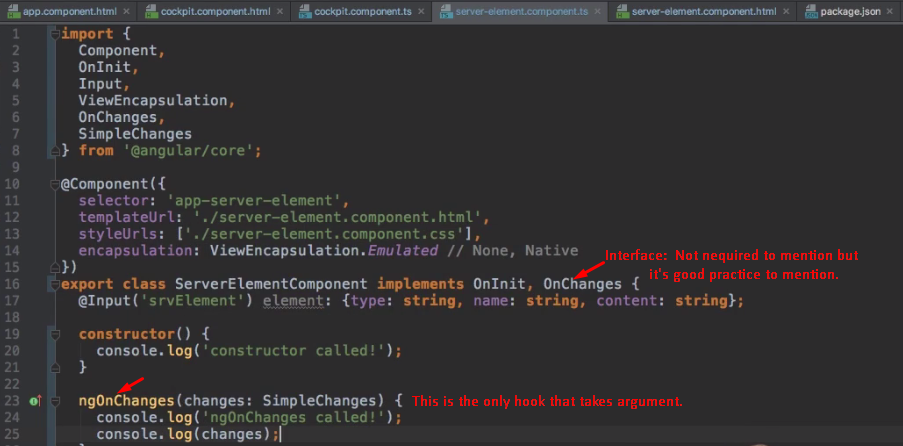 app.component.html × cockpit.component.html × cockpit.component.ts × server-element.component.ts × server-element.component.html × package.json ×
1 import {
2 Component,
3 OnInit,
4 Input,
5 ViewEncapsulation,
6 OnChanges,
7 SimpleChanges
8 } from '@angular/core';
9
10 @Component({
11 selector: 'app-server-element',
12 templateUrl: './server-element.component.html',
13 styleUrls: ['./server-element.component.css'],
14 encapsulation: ViewEncapsulation.Emulated // None, Native
Interface: Not nequired to mention but
15 })
it's good practice to mention.
16 export class ServerElementComponent implements OnInit, OnChanges {
17 @Input('srvElement') element: {type: string, name: string, content: string};
18
19 constructor() {
20 console.log('constructor called!');
21 }
22
23 ngOnChanges(changes: SimpleChanges) { This is the only hook that takes argument.
24 console.log('ngOnChanges called!');
25 console.log(changes);